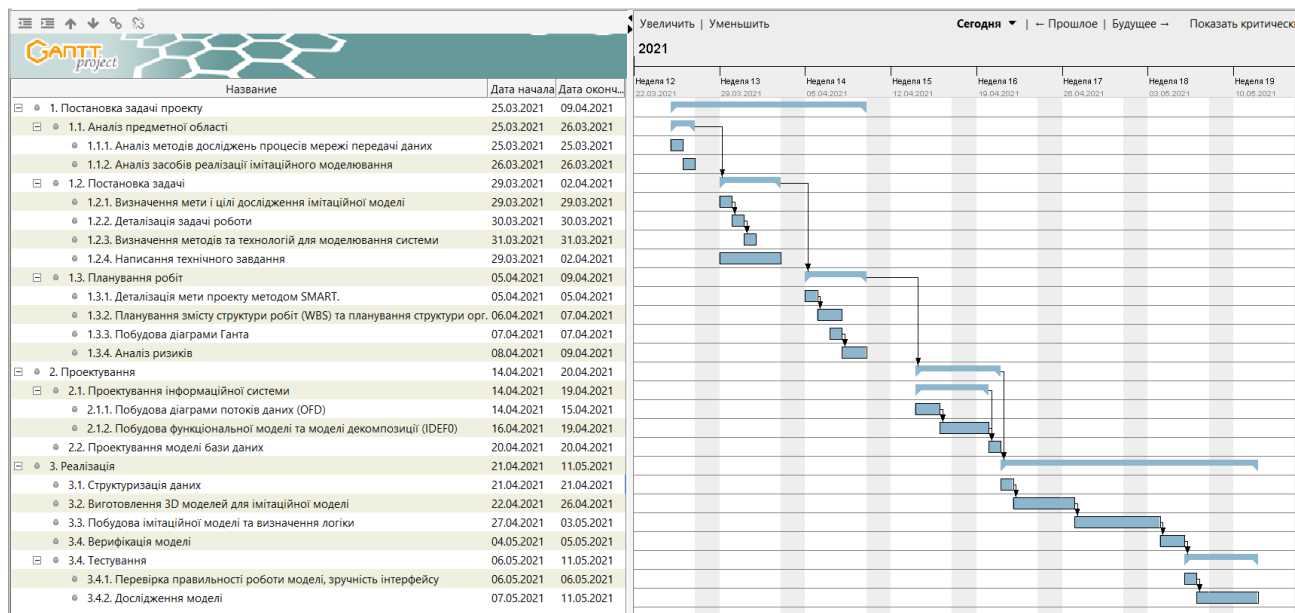 Увеличить | Уменьшить Сегодня ▼ | ← Прошлое | Будущее → Показать критическ
GANTT
project
2021
Неделя 12 Неделя 13 Неделя 14 Неделя 15 Неделя 16 Неделя 17 Неделя 18 Неделя 19
22.03.2021 29.03.2021 05.04.2021 12.04.2021 19.04.2021 26.04.2021 03.05.2021 10.05.2021
Название Дата начала Дата оконч...
1. Постановка задачі проекту 25.03.2021 09.04.2021
1.1. Аналіз предметної області 25.03.2021 26.03.2021
1.1.1. Аналіз методів досліджень процесів мережі передачі даних 25.03.2021 25.03.2021
1.1.2. Аналіз засобів реалізації імітаційного моделювання 26.03.2021 26.03.2021
1.2. Постановка задачі 29.03.2021 02.04.2021
1.2.1. Визначення мети і цілі дослідження імітаційної моделі 29.03.2021 29.03.2021
1.2.2. Деталізація задачі роботи 30.03.2021 30.03.2021
1.2.3. Визначення методів та технологій для моделювання системи 31.03.2021 31.03.2021
1.2.4. Написання технічного завдання 29.03.2021 02.04.2021
1.3. Планування робіт 05.04.2021 09.04.2021
1.3.1. Деталізація мети проекту методом SMART. 05.04.2021 05.04.2021
1.3.2. Планування змісту структури робіт (WBS) та планування структури орг. 06.04.2021 07.04.2021
1.3.3. Побудова діаграми Ганта 07.04.2021 07.04.2021
1.3.4. Аналіз ризиків 08.04.2021 09.04.2021
2. Проектування 14.04.2021 20.04.2021
2.1. Проектування інформаційної системи 14.04.2021 19.04.2021
2.1.1. Побудова діаграми потоків даних (OFD) 14.04.2021 15.04.2021
2.1.2. Побудова функціональної моделі та моделі декомпозиції (IDEF0) 16.04.2021 19.04.2021
2.2. Проектування моделі бази даних 20.04.2021 20.04.2021
3. Реалізація 21.04.2021 11.05.2021
3.1. Структуризація даних 21.04.2021 21.04.2021
3.2. Виготовлення 3D моделей для імітаційної моделі 22.04.2021 26.04.2021
3.3. Побудова імітаційної моделі та визначення логіки 27.04.2021 03.05.2021
3.4. Верифікація моделі 04.05.2021 05.05.2021
3.4. Тестування 06.05.2021 11.05.2021
3.4.1. Перевірка правильності роботи моделі, зручність інтерфейсу 06.05.2021 06.05.2021
3.4.2. Дослідження моделі 07.05.2021 11.05.2021